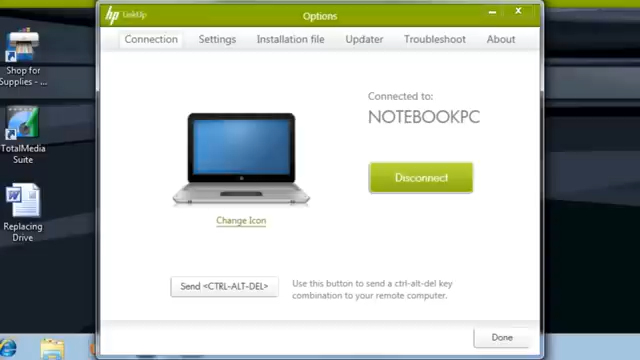 hp LinkUp
Options
Connection Settings Installation file Updater Troubleshoot About
Shop for
Supplies - ...
TotalMedia
Suite
Replacing
Drive
Connected to:
NOTEBOOKPC
Disconnect
Change Icon
Send <CTRL-ALT-DEL>
Use this button to send a ctrl-alt-del key
combination to your remote computer.
Done